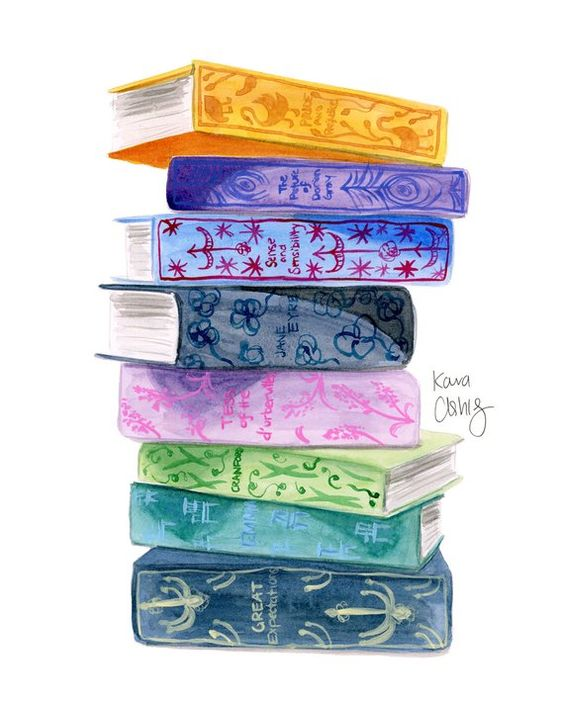 PRIDE
AND
Prejudice
The
Picture
of
Dorian
Gray
Sense
and
Sensibility
JANE
EYRE
TESS
of the
d'urbervilles
CRANFORD
EMMA
GREAT
Expectations
Kara